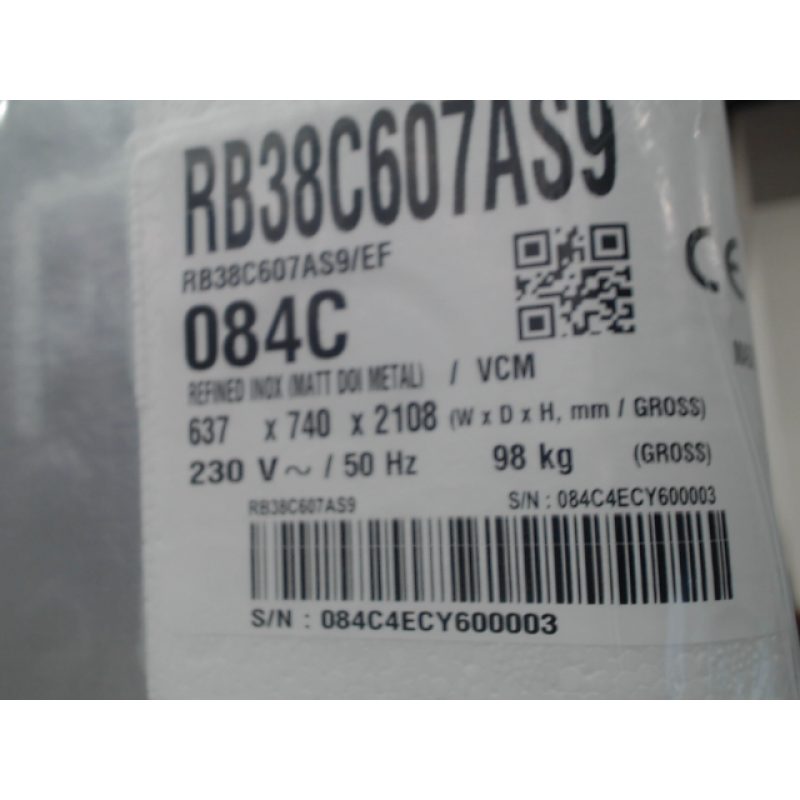 RB38C607AS9
RB38C607AS9/EF
CE
084C
REFINED INOX (MATT DOI METAL) / VCM
637 x 740 x 2108 (W x D x H, mm / GROSS)
230 V ~ / 50 Hz 98 kg (GROSS)
RB38C607AS9 S/N : 084C4ECY600003
S/N : 084C4ECY600003